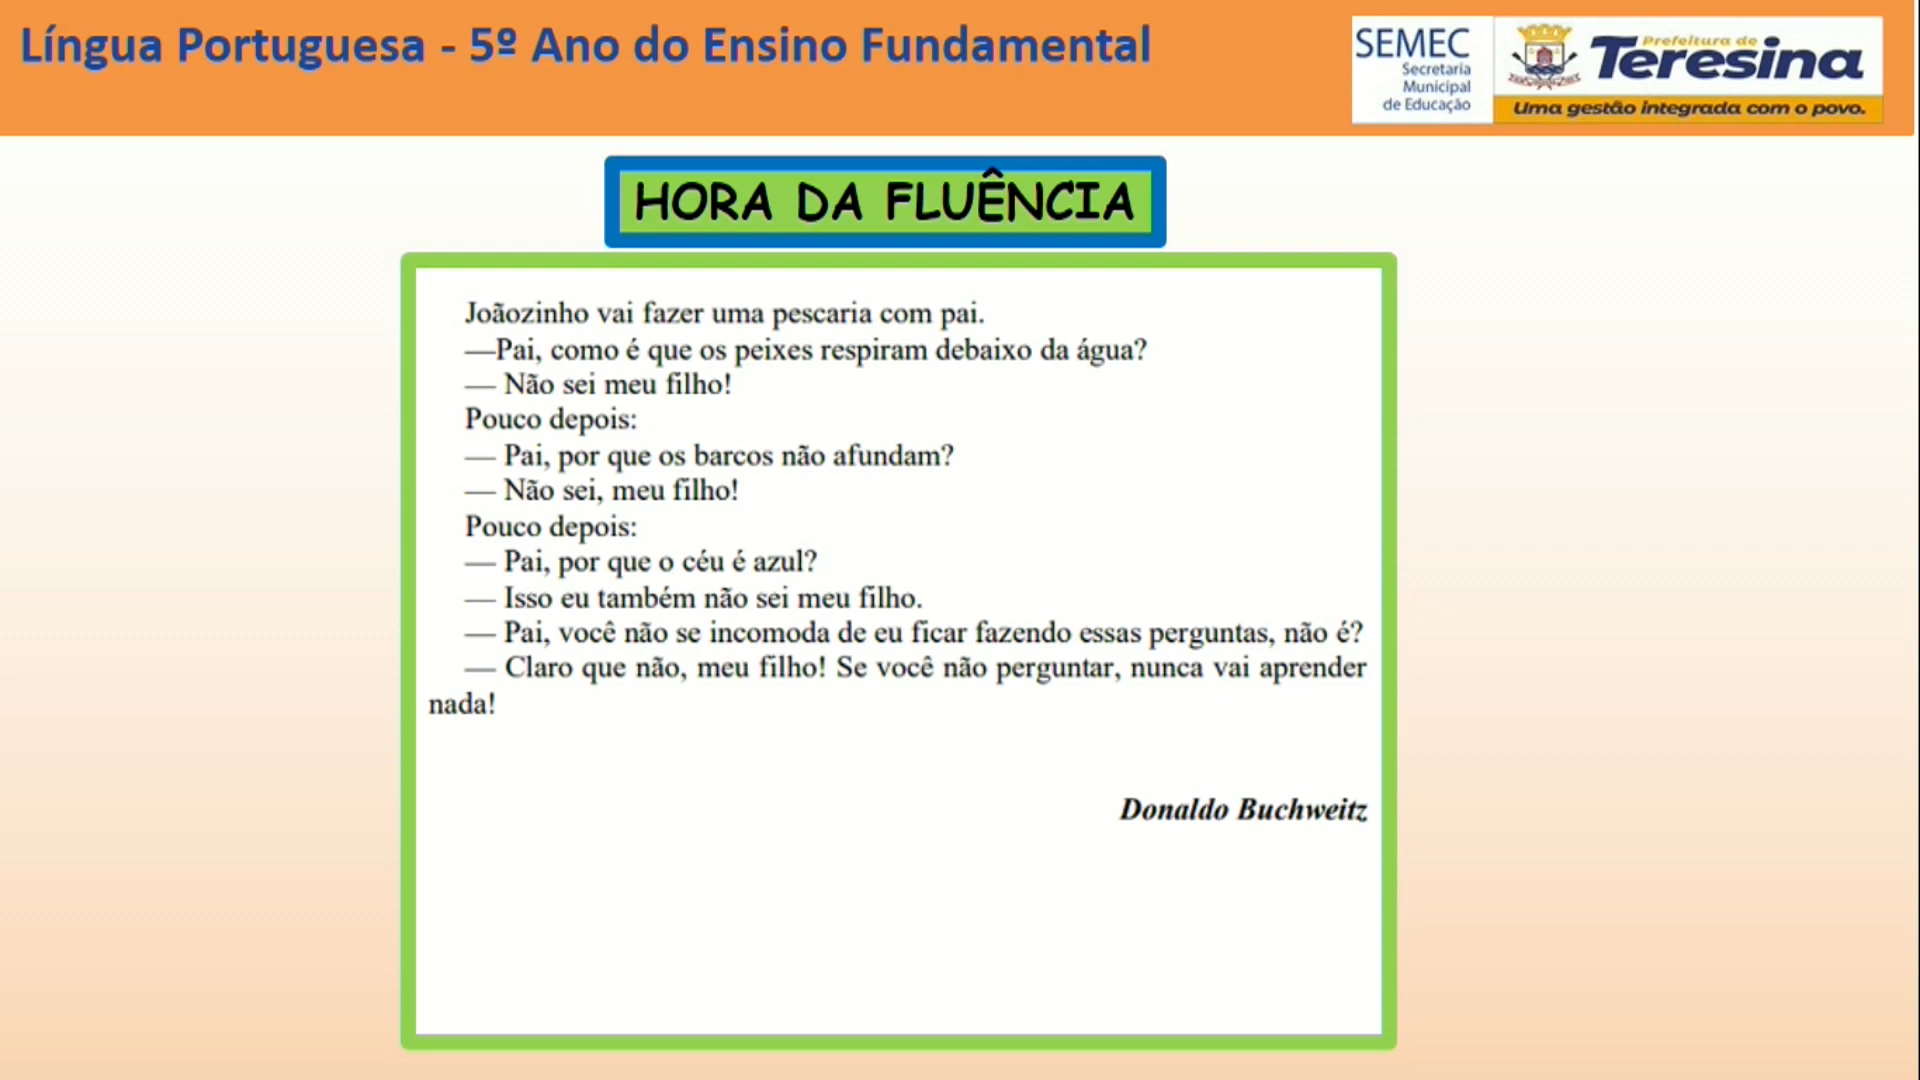 Língua Portuguesa - 5º Ano do Ensino Fundamental
SEMEC
Secretaria
Municipal
de Educação
Prefeitura de
Teresina
Uma gestão integrada com o povo.
HORA DA FLUÊNCIA
Joãozinho vai fazer uma pescaria com pai.
—Pai, como é que os peixes respiram debaixo da água?
— Não sei meu filho!
Pouco depois:
— Pai, por que os barcos não afundam?
— Não sei, meu filho!
Pouco depois:
— Pai, por que o céu é azul?
— Isso eu também não sei meu filho.
— Pai, você não se incomoda de eu ficar fazendo essas perguntas, não é?
— Claro que não, meu filho! Se você não perguntar, nunca vai aprender
nada!
Donaldo Buchweitz